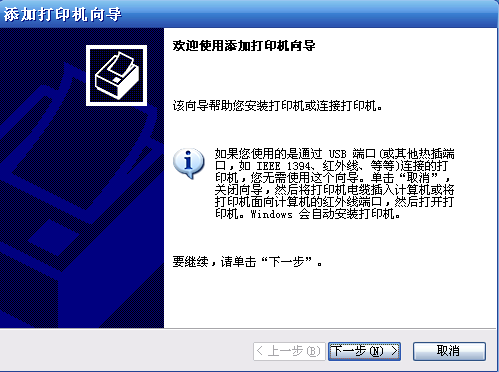 添加打印机向导
欢迎使用添加打印机向导
该向导帮助您安装打印机或连接打印机。
如果您使用的是通过 USB 端口(或其他热插端
口，如 IEEE 1394、红外线、等等)连接的打
印机，您无需使用这个向导。单击“取消”，
关闭向导，然后将打印机电缆插入计算机或将
打印机面向计算机的红外线端口，然后打开打
印机。Windows 会自动安装打印机。
要继续，请单击“下一步”。
< 上一步(B) 下一步(N) > 取消